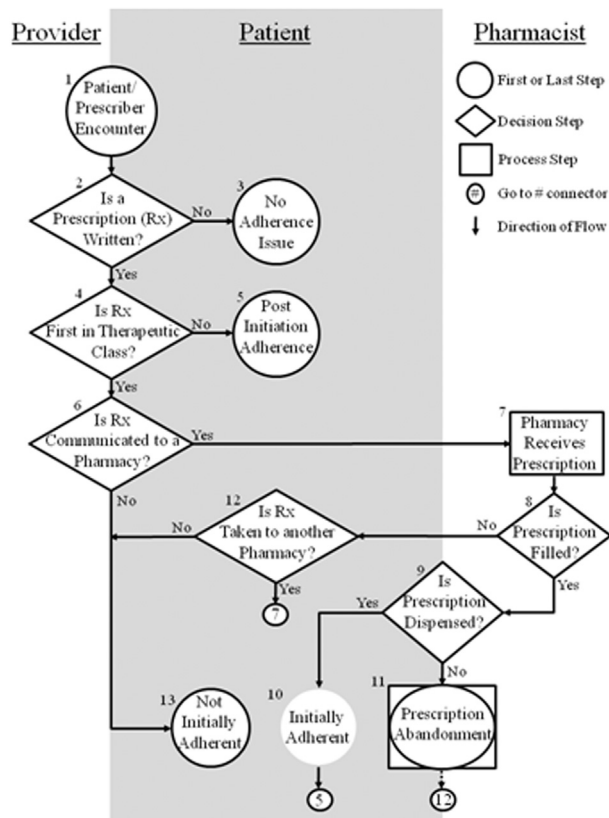 Provider
Patient
Pharmacist
1
Patient/
Prescriber
Encounter
First or Last Step
Decision Step
Process Step
# Go to # connector
Direction of Flow
2
Is a
Prescription (Rx)
Written?
No
Yes
3
No
Adherence
Issue
4
Is Rx
First in Therapeutic
Class?
No
Yes
5
Post
Initiation
Adherence
6
Is Rx
Communicated to a
Pharmacy?
Yes
No
7
Pharmacy
Receives
Prescription
8
Is
Prescription
Filled?
No
Yes
12
Is Rx
Taken to another
Pharmacy?
No
Yes
7
9
Is
Prescription
Dispensed?
Yes
No
13
Not
Initially
Adherent
10
Initially
Adherent
5
11
Prescription
Abandonment
12